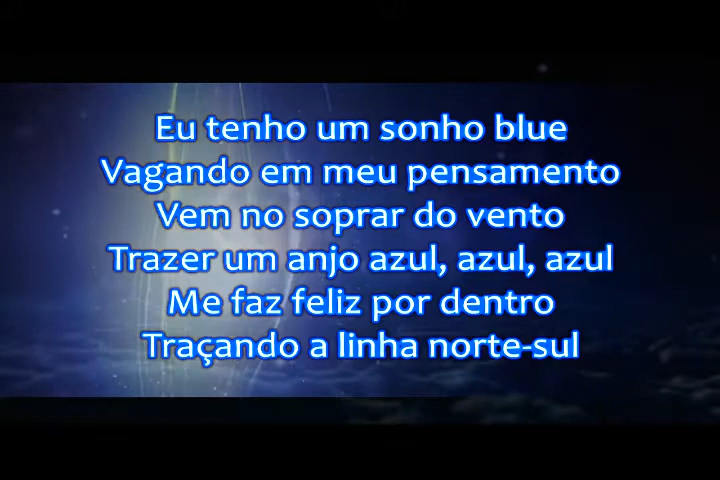 Eu tenho um sonho blue
Vagando em meu pensamento
Vem no soprar do vento
Trazer um anjo azul, azul, azul
Me faz feliz por dentro
Traçando a linha norte-sul